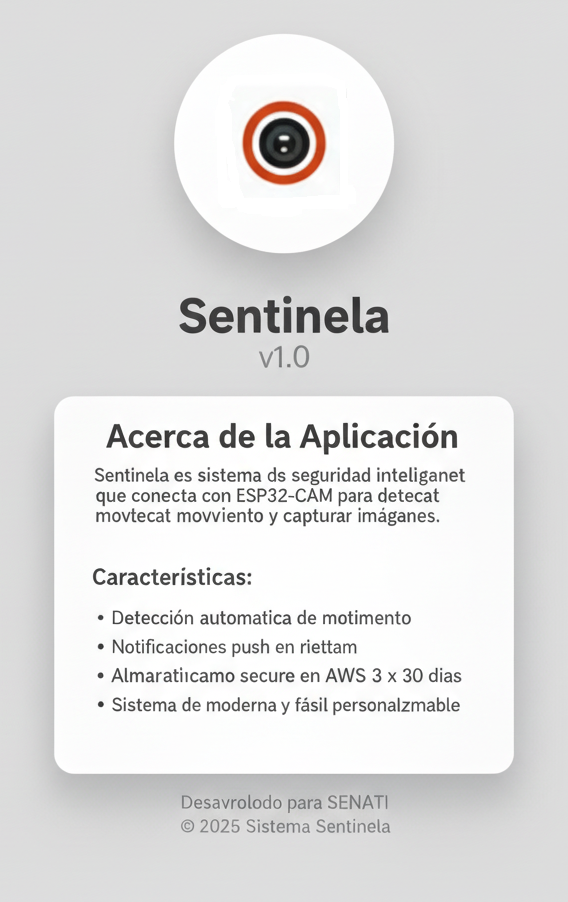 Sentinela
v1.0
Acerca de la Aplicación
Sentinela es sistema ds seguridad inteliganet
que conecta con ESP32-CAM para detecat
movtecat movviento y capturar imáganes.
Características:
• Detección automatica de motimento
• Notificaciones push en riettam
• Almaratiıcamo secure en AWS 3 x 30 dias
• Sistema de moderna y fásil personalzmable
Desavrolodo para SENATI
© 2025 Sistema Sentinela